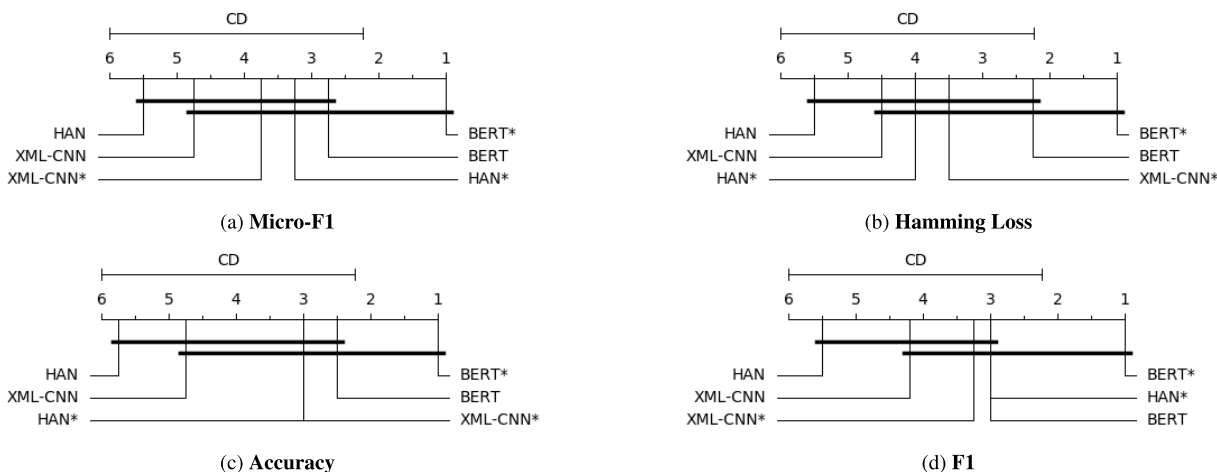 CD
6 5 4 3 2 1
HAN BERT*
XML-CNN BERT
XML-CNN* HAN*
(a) Micro-F1
CD
6 5 4 3 2 1
HAN BERT*
XML-CNN BERT
HAN* XML-CNN*
(b) Hamming Loss
CD
6 5 4 3 2 1
HAN BERT*
XML-CNN BERT
HAN* XML-CNN*
(c) Accuracy
CD
6 5 4 3 2 1
HAN BERT*
XML-CNN HAN*
XML-CNN* BERT
(d) F1